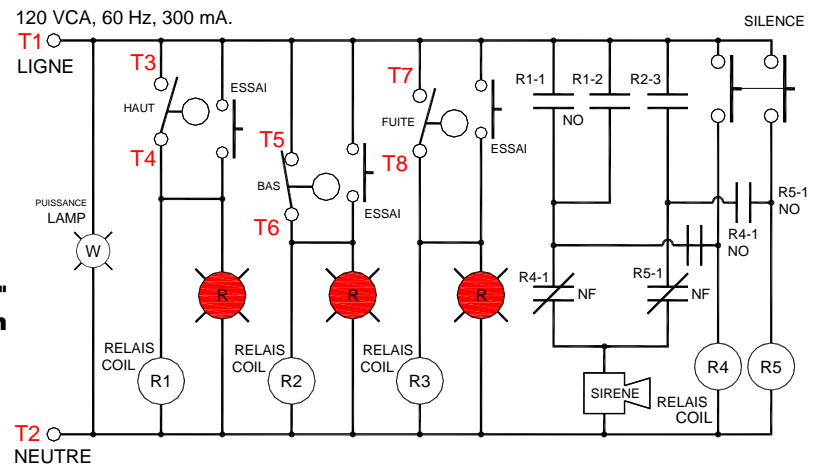 120 VCA, 60 Hz, 300 mA.
SILENCE
T1
LIGNE
T3
ESSAI
HAUT
T4
T5
BAS
T6
ESSAI
T7
FUITE
T8
ESSAI
R1-1
R1-2
R2-3
NO
PUISSANCE
LAMP
W
R
R
R
R5-1
NO
R4-1
NO
R4-1
NF
R5-1
NF
"
n
RELAIS
COIL
R1
RELAIS
COIL
R2
RELAIS
COIL
R3
SIRENE
RELAIS
COIL
R4
R5
T2
NEUTRE